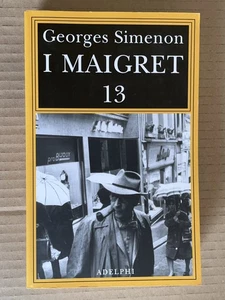 Georges Simenon
I MAIGRET
13
ADELPHI